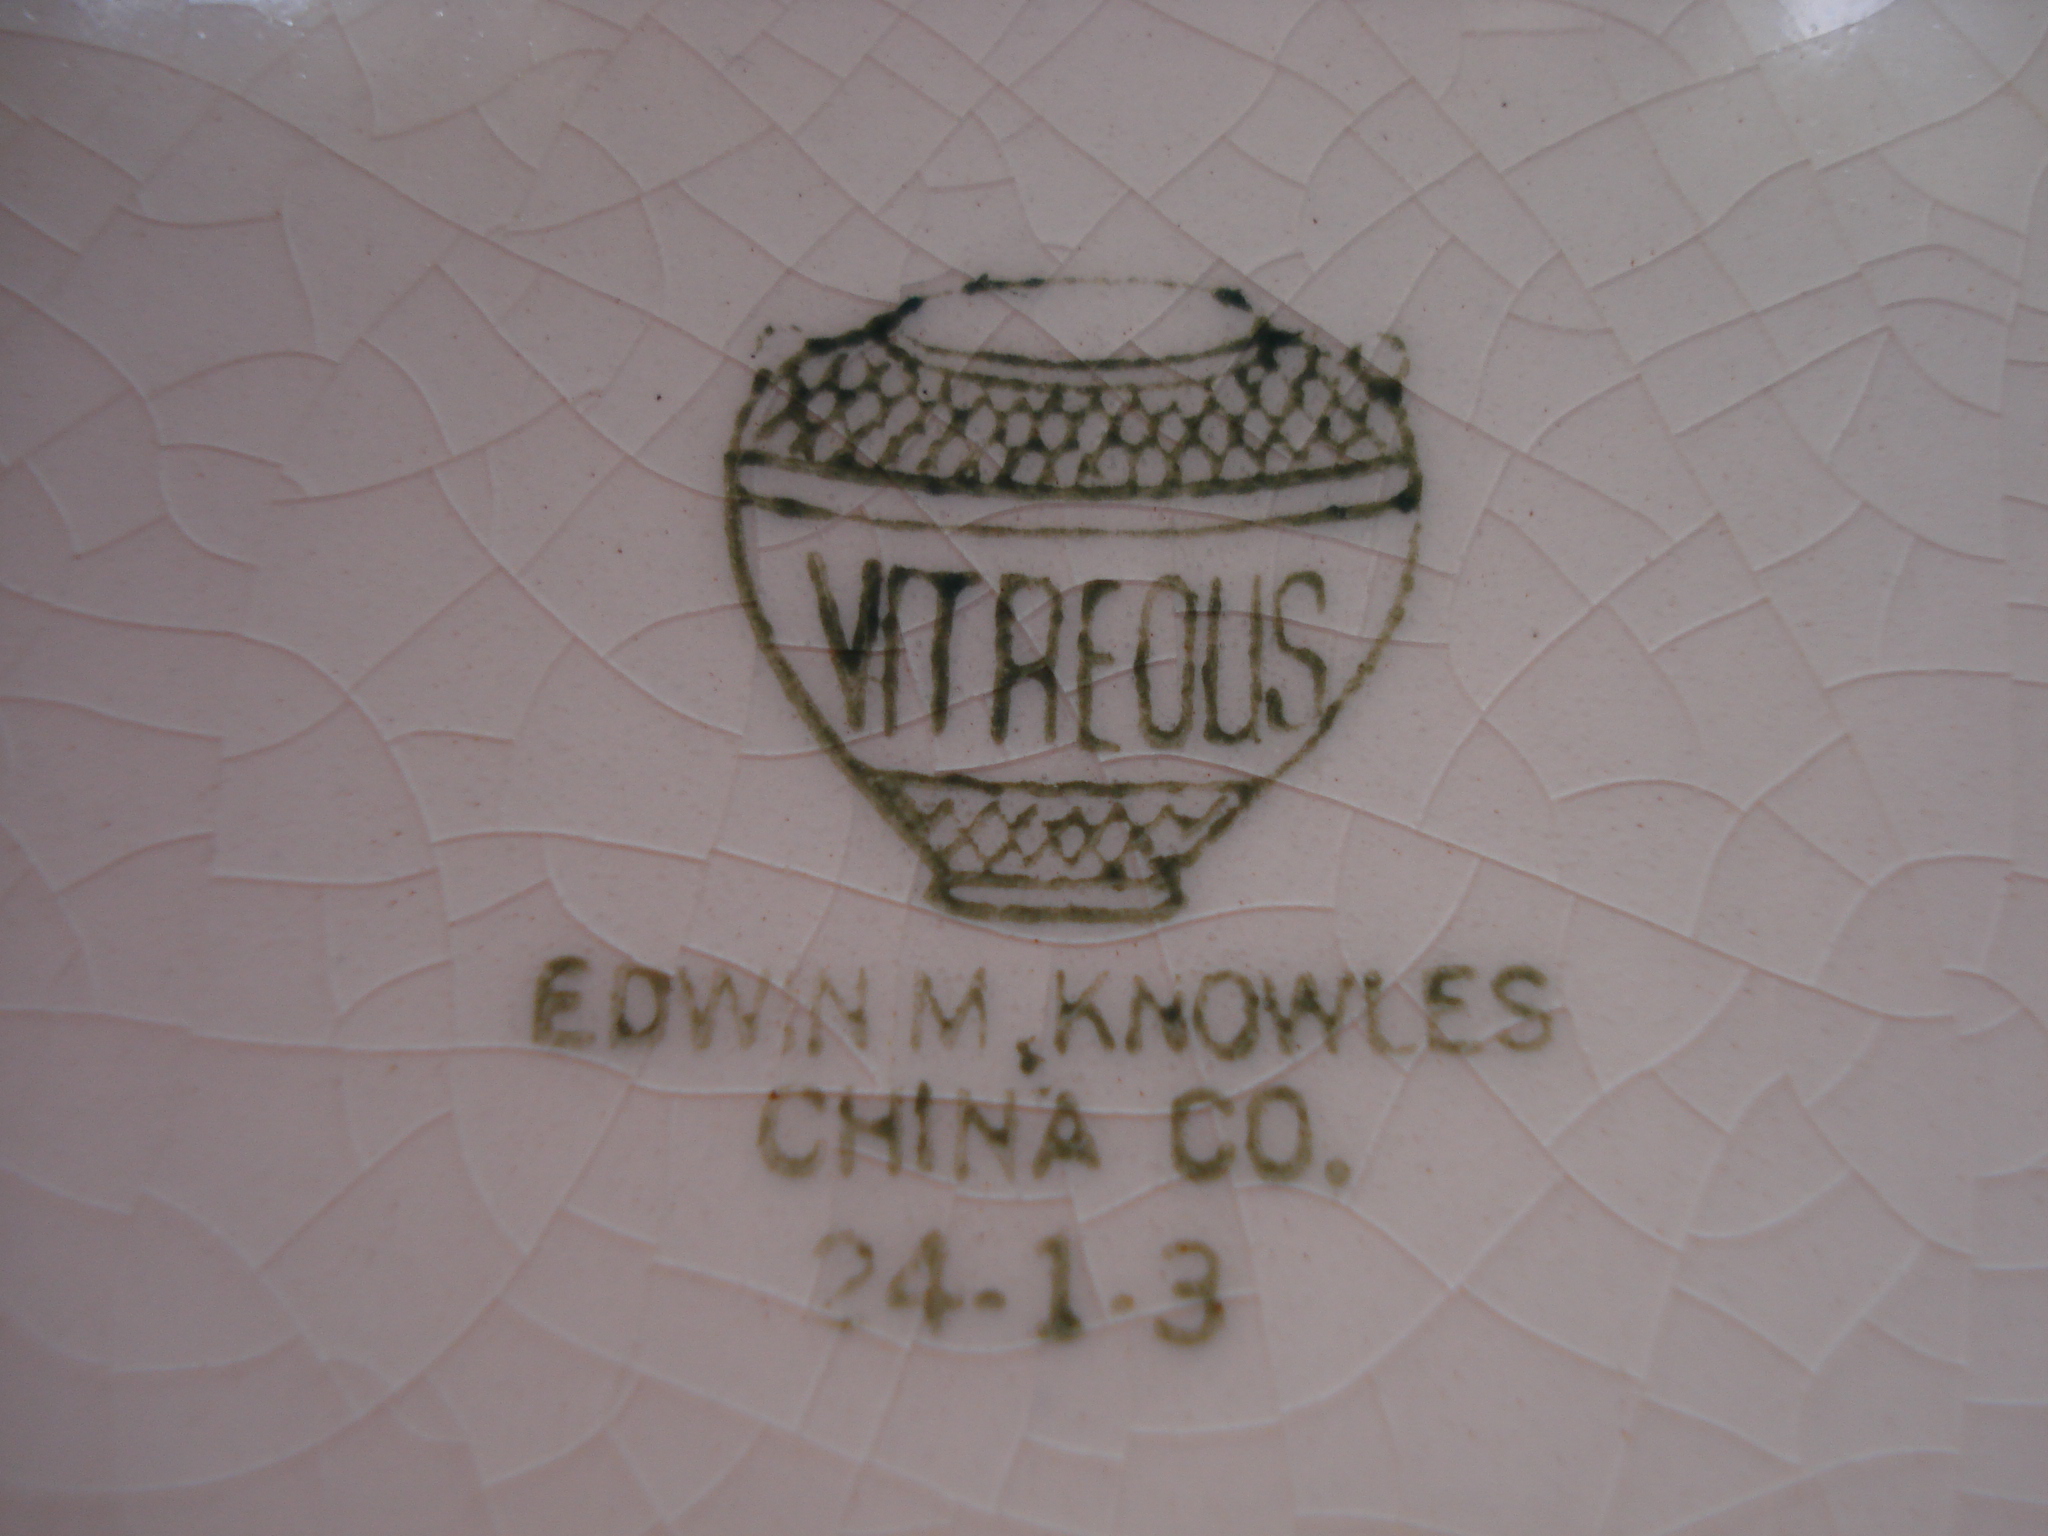 VITREOUS
EDWIN M. KNOWLES
CHINA CO.
24-1-3